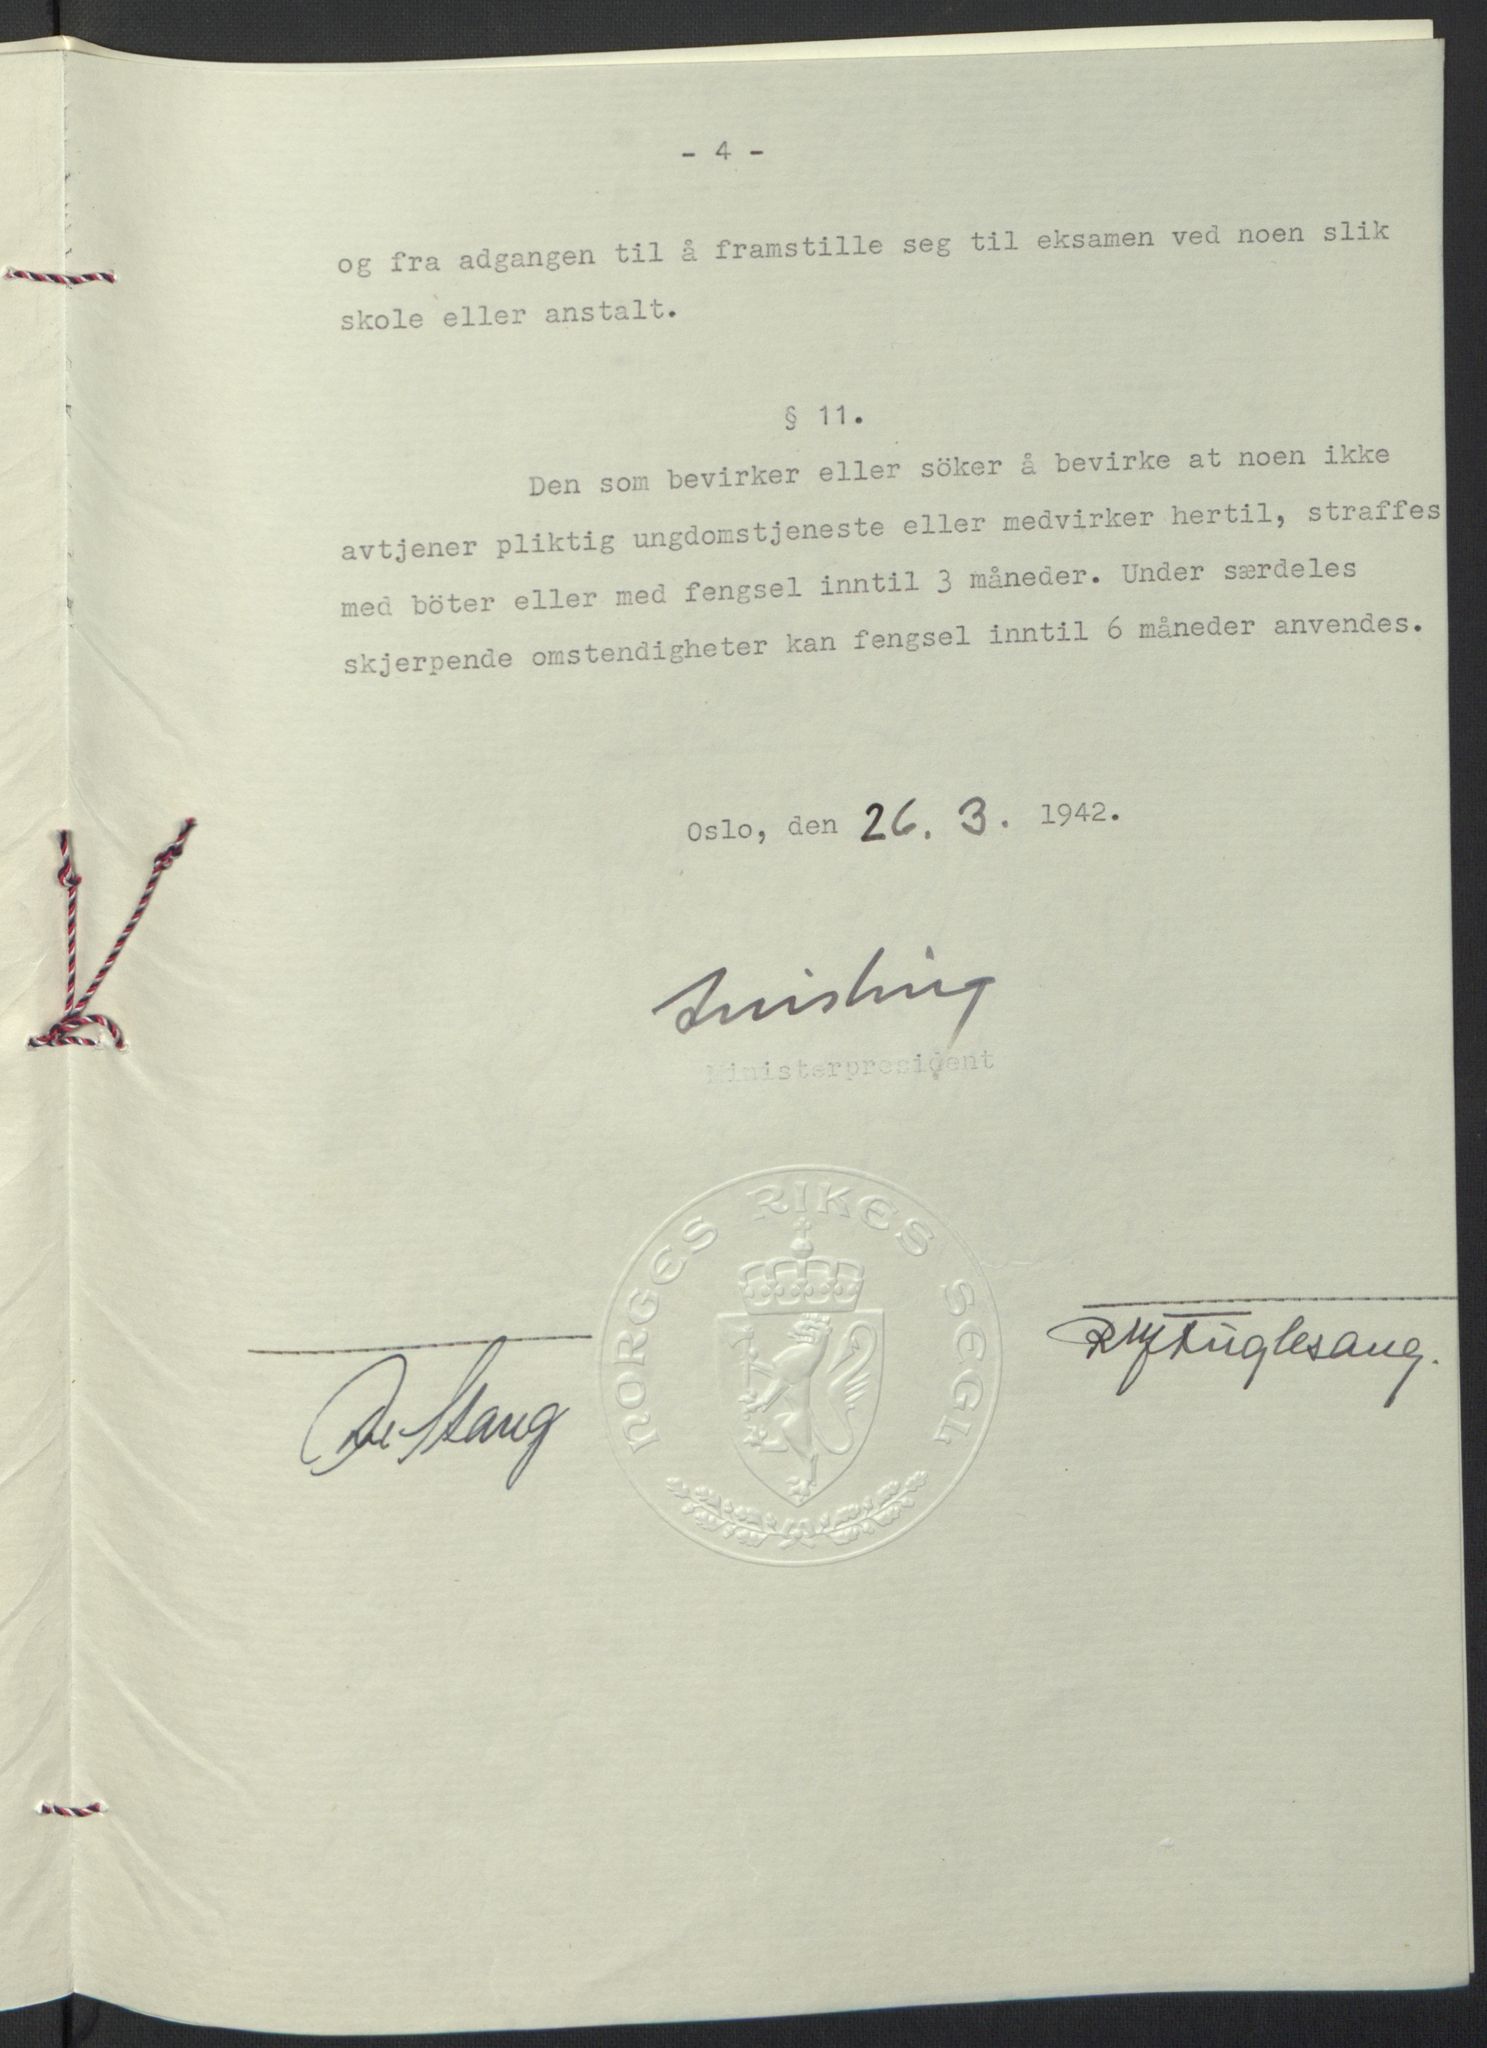 - 4 -
og fra adgangen til å framstille seg til eksamen ved noen slik
skole eller anstalt.
§ 11.
Den som bevirker eller söker å bevirke at noen ikke
avtjener pliktig ungdomstjeneste eller medvirker hertil, straffes
med böter eller med fengsel inntil 3 måneder. Under særdeles
skjerpende omstendigheter kan fengsel inntil 6 måneder anvendes.
Oslo, den 26. 3. 1942.
Quisling
Ministerpresident
NORGES RIKES SEGL
Stang
Fuglesang.